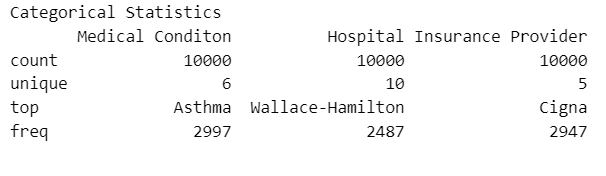 Categorical Statistics
Medical Conditon Hospital Insurance Provider
count 10000 10000 10000
unique 6 10 5
top Asthma Wallace-Hamilton Cigna
freq 2997 2487 2947